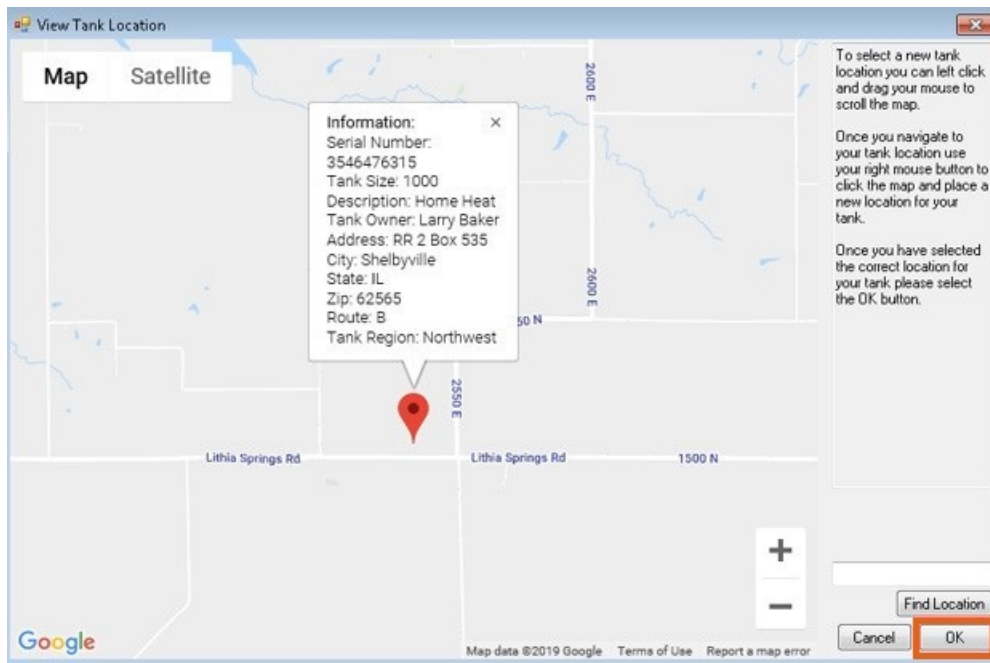 View Tank Location
Map
Satellite
Information:
Serial Number:
3546476315
Tank Size: 1000
Description: Home Heat
Tank Owner: Larry Baker
Address: RR 2 Box 535
City: Shelbyville
State: IL
Zip: 62565
Route: B
Tank Region: Northwest
2600 E
2600 E
50 N
2550 E
Lithia Springs Rd
Lithia Springs Rd
1500 N
Google
Map data ©2019 Google
Terms of Use
Report a map error
To select a new tank
location you can left click
and drag your mouse to
scroll the map.
Once you navigate to
your tank location use
your right mouse button to
click the map and place a
new location for your
tank.
Once you have selected
the correct location for
your tank please select
the OK button.
Find Location
Cancel
OK